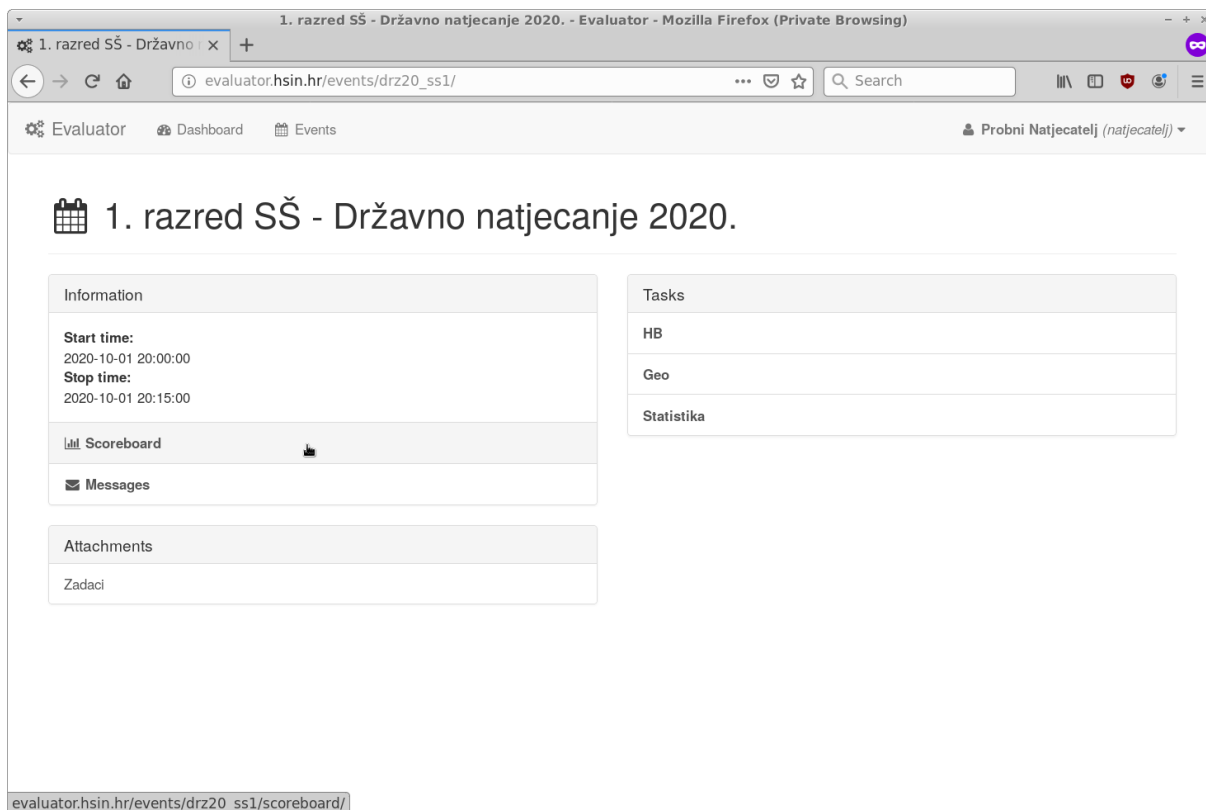 1. razred SŠ - Državno natjecanje 2020. - Evaluator - Mozilla Firefox (Private Browsing)
1. razred SŠ - Državno
evaluator.hsin.hr/events/drz20_ss1/
Search
Evaluator Dashboard Events Probni Natjecatelj (natjecatelj)
1. razred SŠ - Državno natjecanje 2020.
Information
Start time:
2020-10-01 20:00:00
Stop time:
2020-10-01 20:15:00
Scoreboard
Messages
Attachments
Zadaci
Tasks
HB
Geo
Statistika
evaluator.hsin.hr/events/drz20_ss1/scoreboard/